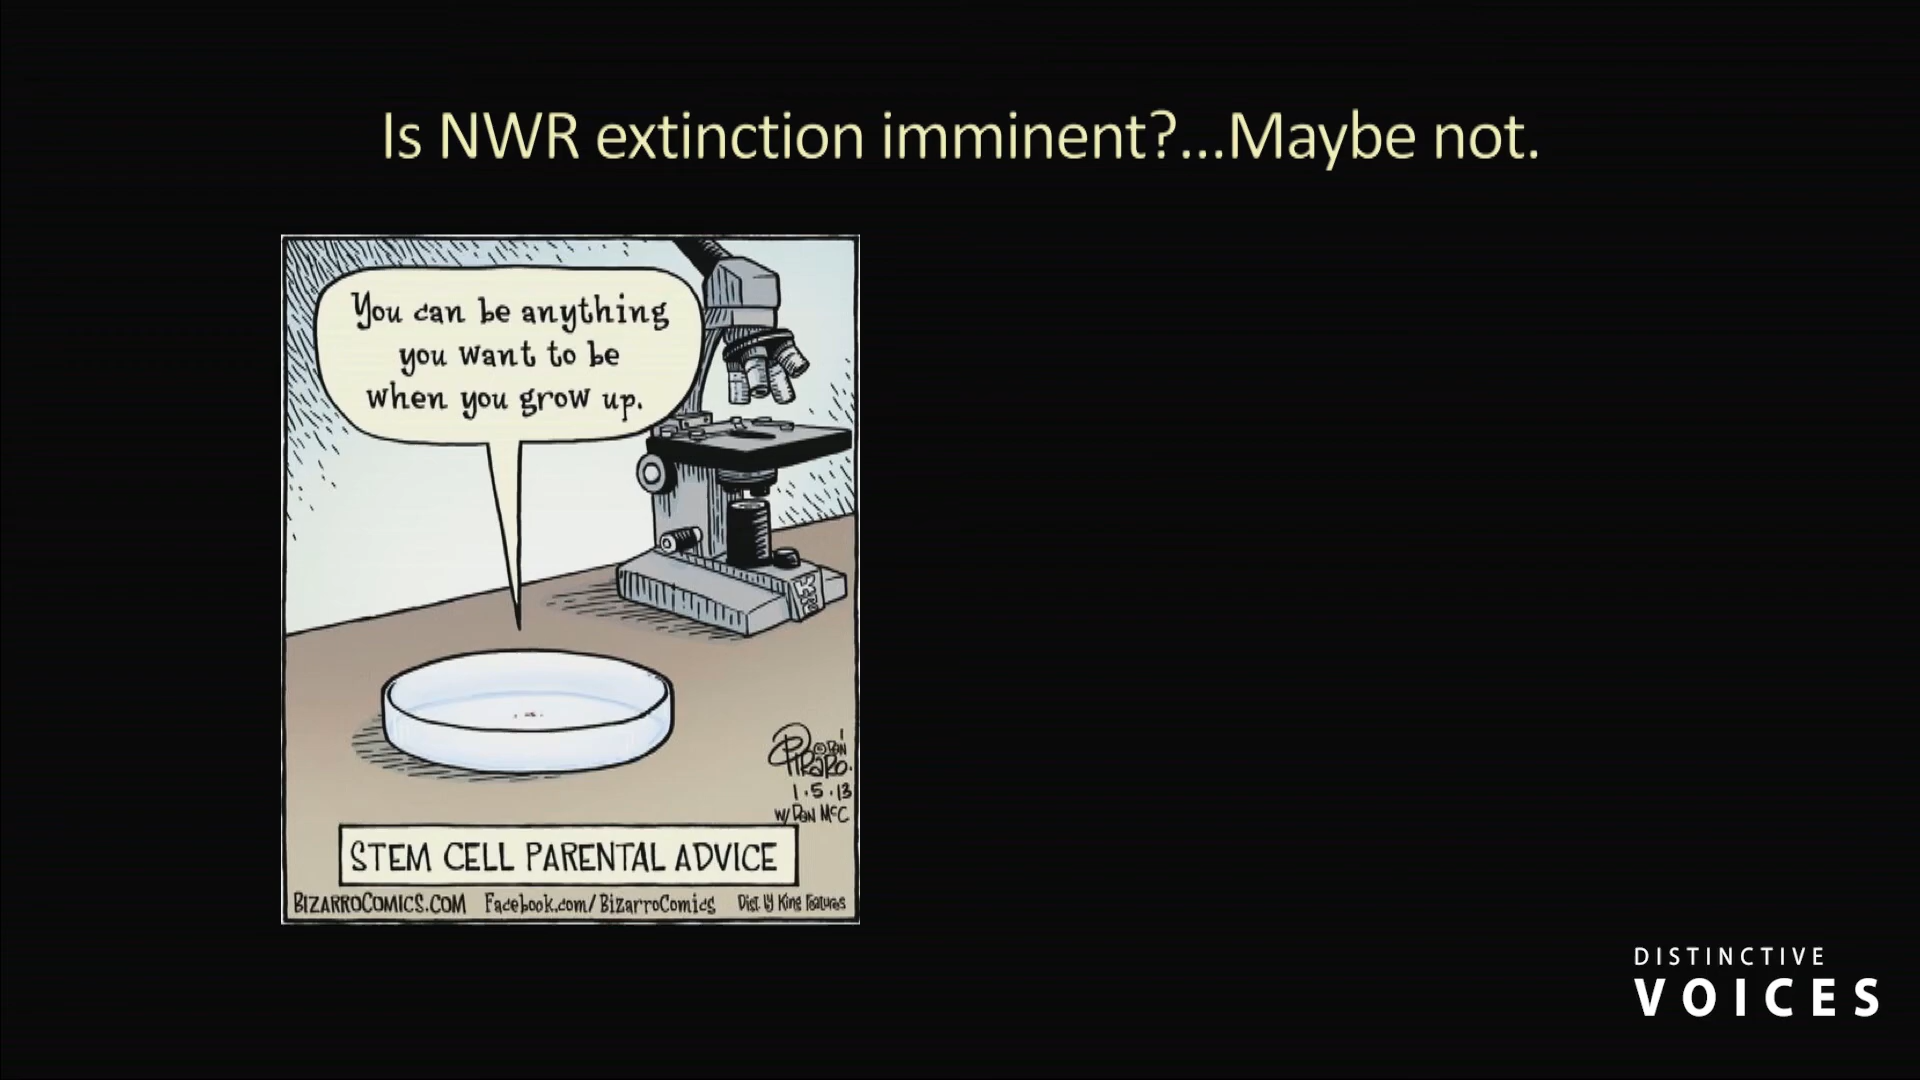 Is NWR extinction imminent?...Maybe not.
You can be anything
you want to be
when you grow up.
© Dan
Piraro.
1.5.13
w/ Dan McC
STEM CELL PARENTAL ADVICE
BIZARROCOMICS.COM Facebook.com/BizarroComics Dist. by King Features
DISTINCTIVE
VOICES